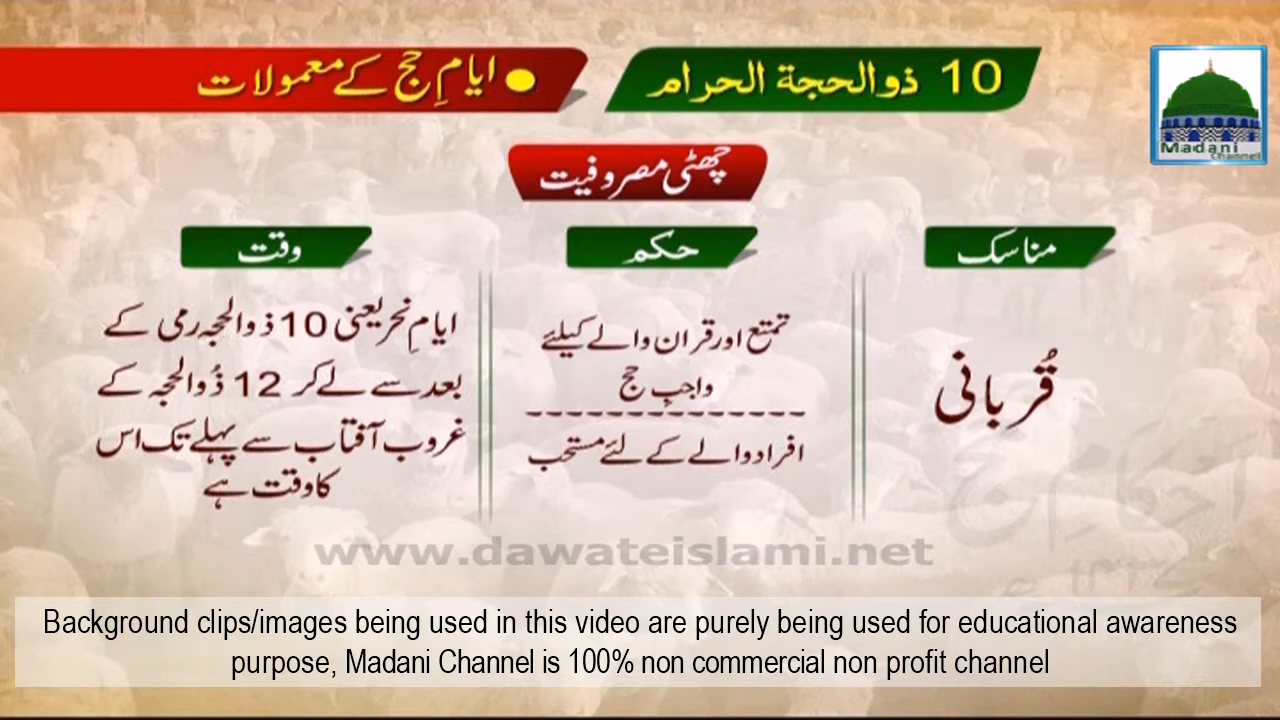 10 ذوالحجة الحرام
ایامِ حج کے معمولات
Madani
Channel
چھٹی مصروفیت
مناسک
حکم
وقت
قُربانی
تمتع اور قران والے کیلئے
واجبِ حج
افراد والے کے لئے مستحب
ایامِ نحر یعنی 10 ذوالحجہ رمی کے
بعد سے لے کر 12 ذُوالحجہ کے
غروب آفتاب سے پہلے تک اس
کا وقت ہے
احکام حج
www.dawateislami.net
Background clips/images being used in this video are purely being used for educational awareness
purpose, Madani Channel is 100% non commercial non profit channel